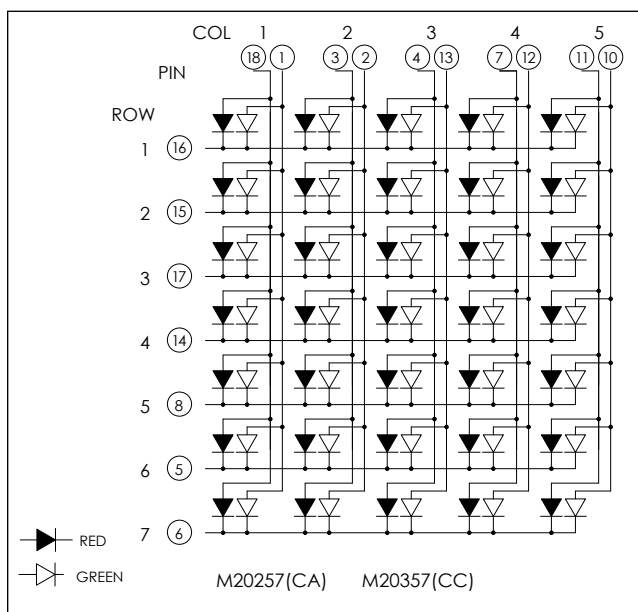 COL 1 2 3 4 5
PIN 18 1 3 2 4 13 7 12 11 10
ROW
1 16
2 15
3 17
4 14
5 8
6 5
7 6
RED
GREEN
M20257(CA) M20357(CC)